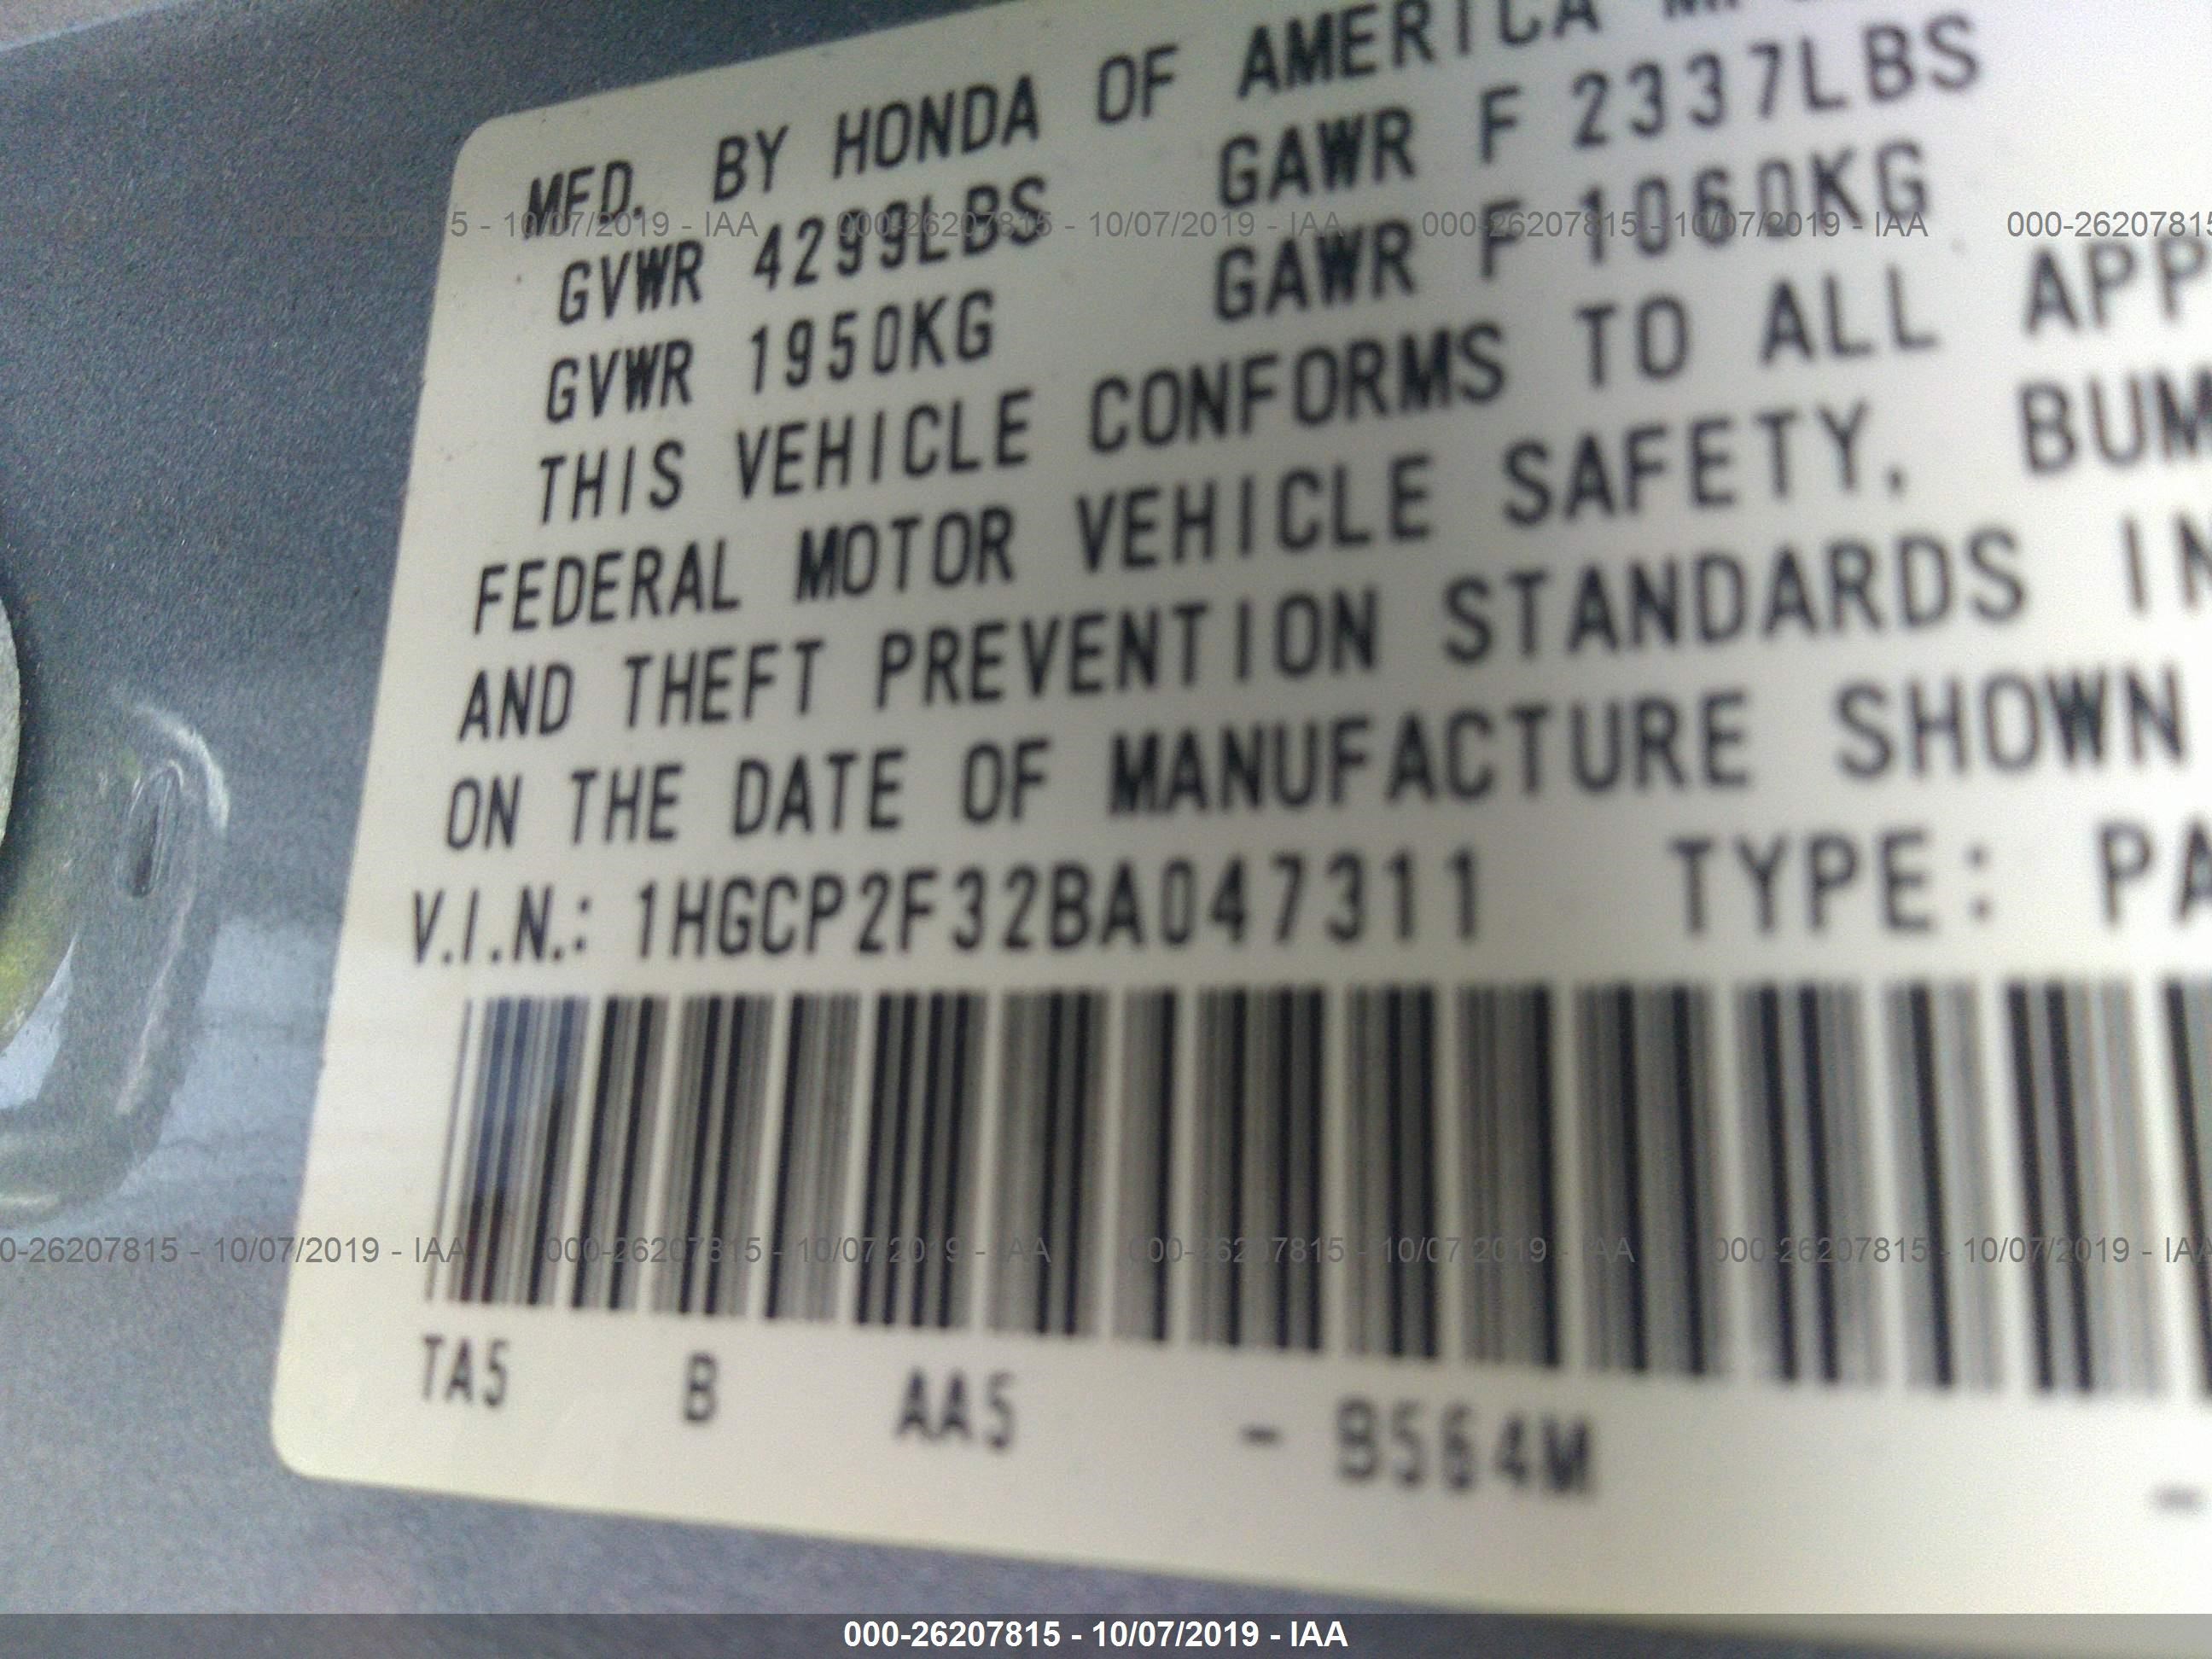 MFD. BY HONDA OF AMERICA
GVWR 4299LBS GAWR F 2337LBS
GVWR 1950KG GAWR F 1060KG
THIS VEHICLE CONFORMS TO ALL APP
FEDERAL MOTOR VEHICLE SAFETY, BUM
AND THEFT PREVENTION STANDARDS IN
ON THE DATE OF MANUFACTURE SHOWN
V.I.N.: 1HGCP2F32BA047311 TYPE: PA
TA5 B AA5 - B564M -
000-26207815 - 10/07/2019 - IAA